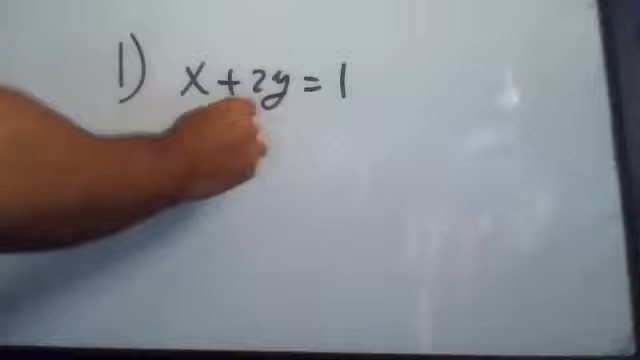 1) x + 2y = 1